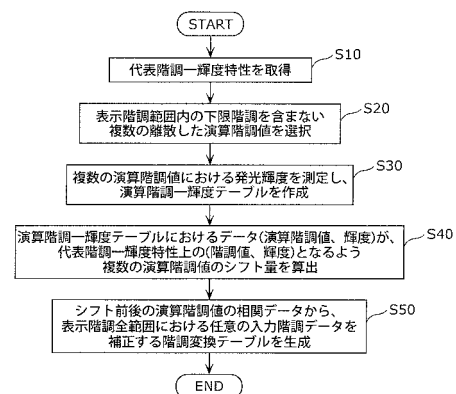 START
S10
代表階調―輝度特性を取得
S20
表示階調範囲内の下限階調を含まない
複数の離散した演算階調値を選択
S30
複数の演算階調値における発光輝度を測定し、
演算階調―輝度テーブルを作成
S40
演算階調―輝度テーブルにおけるデータ(演算階調値、輝度)が、
代表階調―輝度特性上の(階調値、輝度)となるよう
複数の演算階調値のシフト量を算出
S50
シフト前後の演算階調値の相関データから、
表示階調全範囲における任意の入力階調データを
補正する階調変換テーブルを生成
END